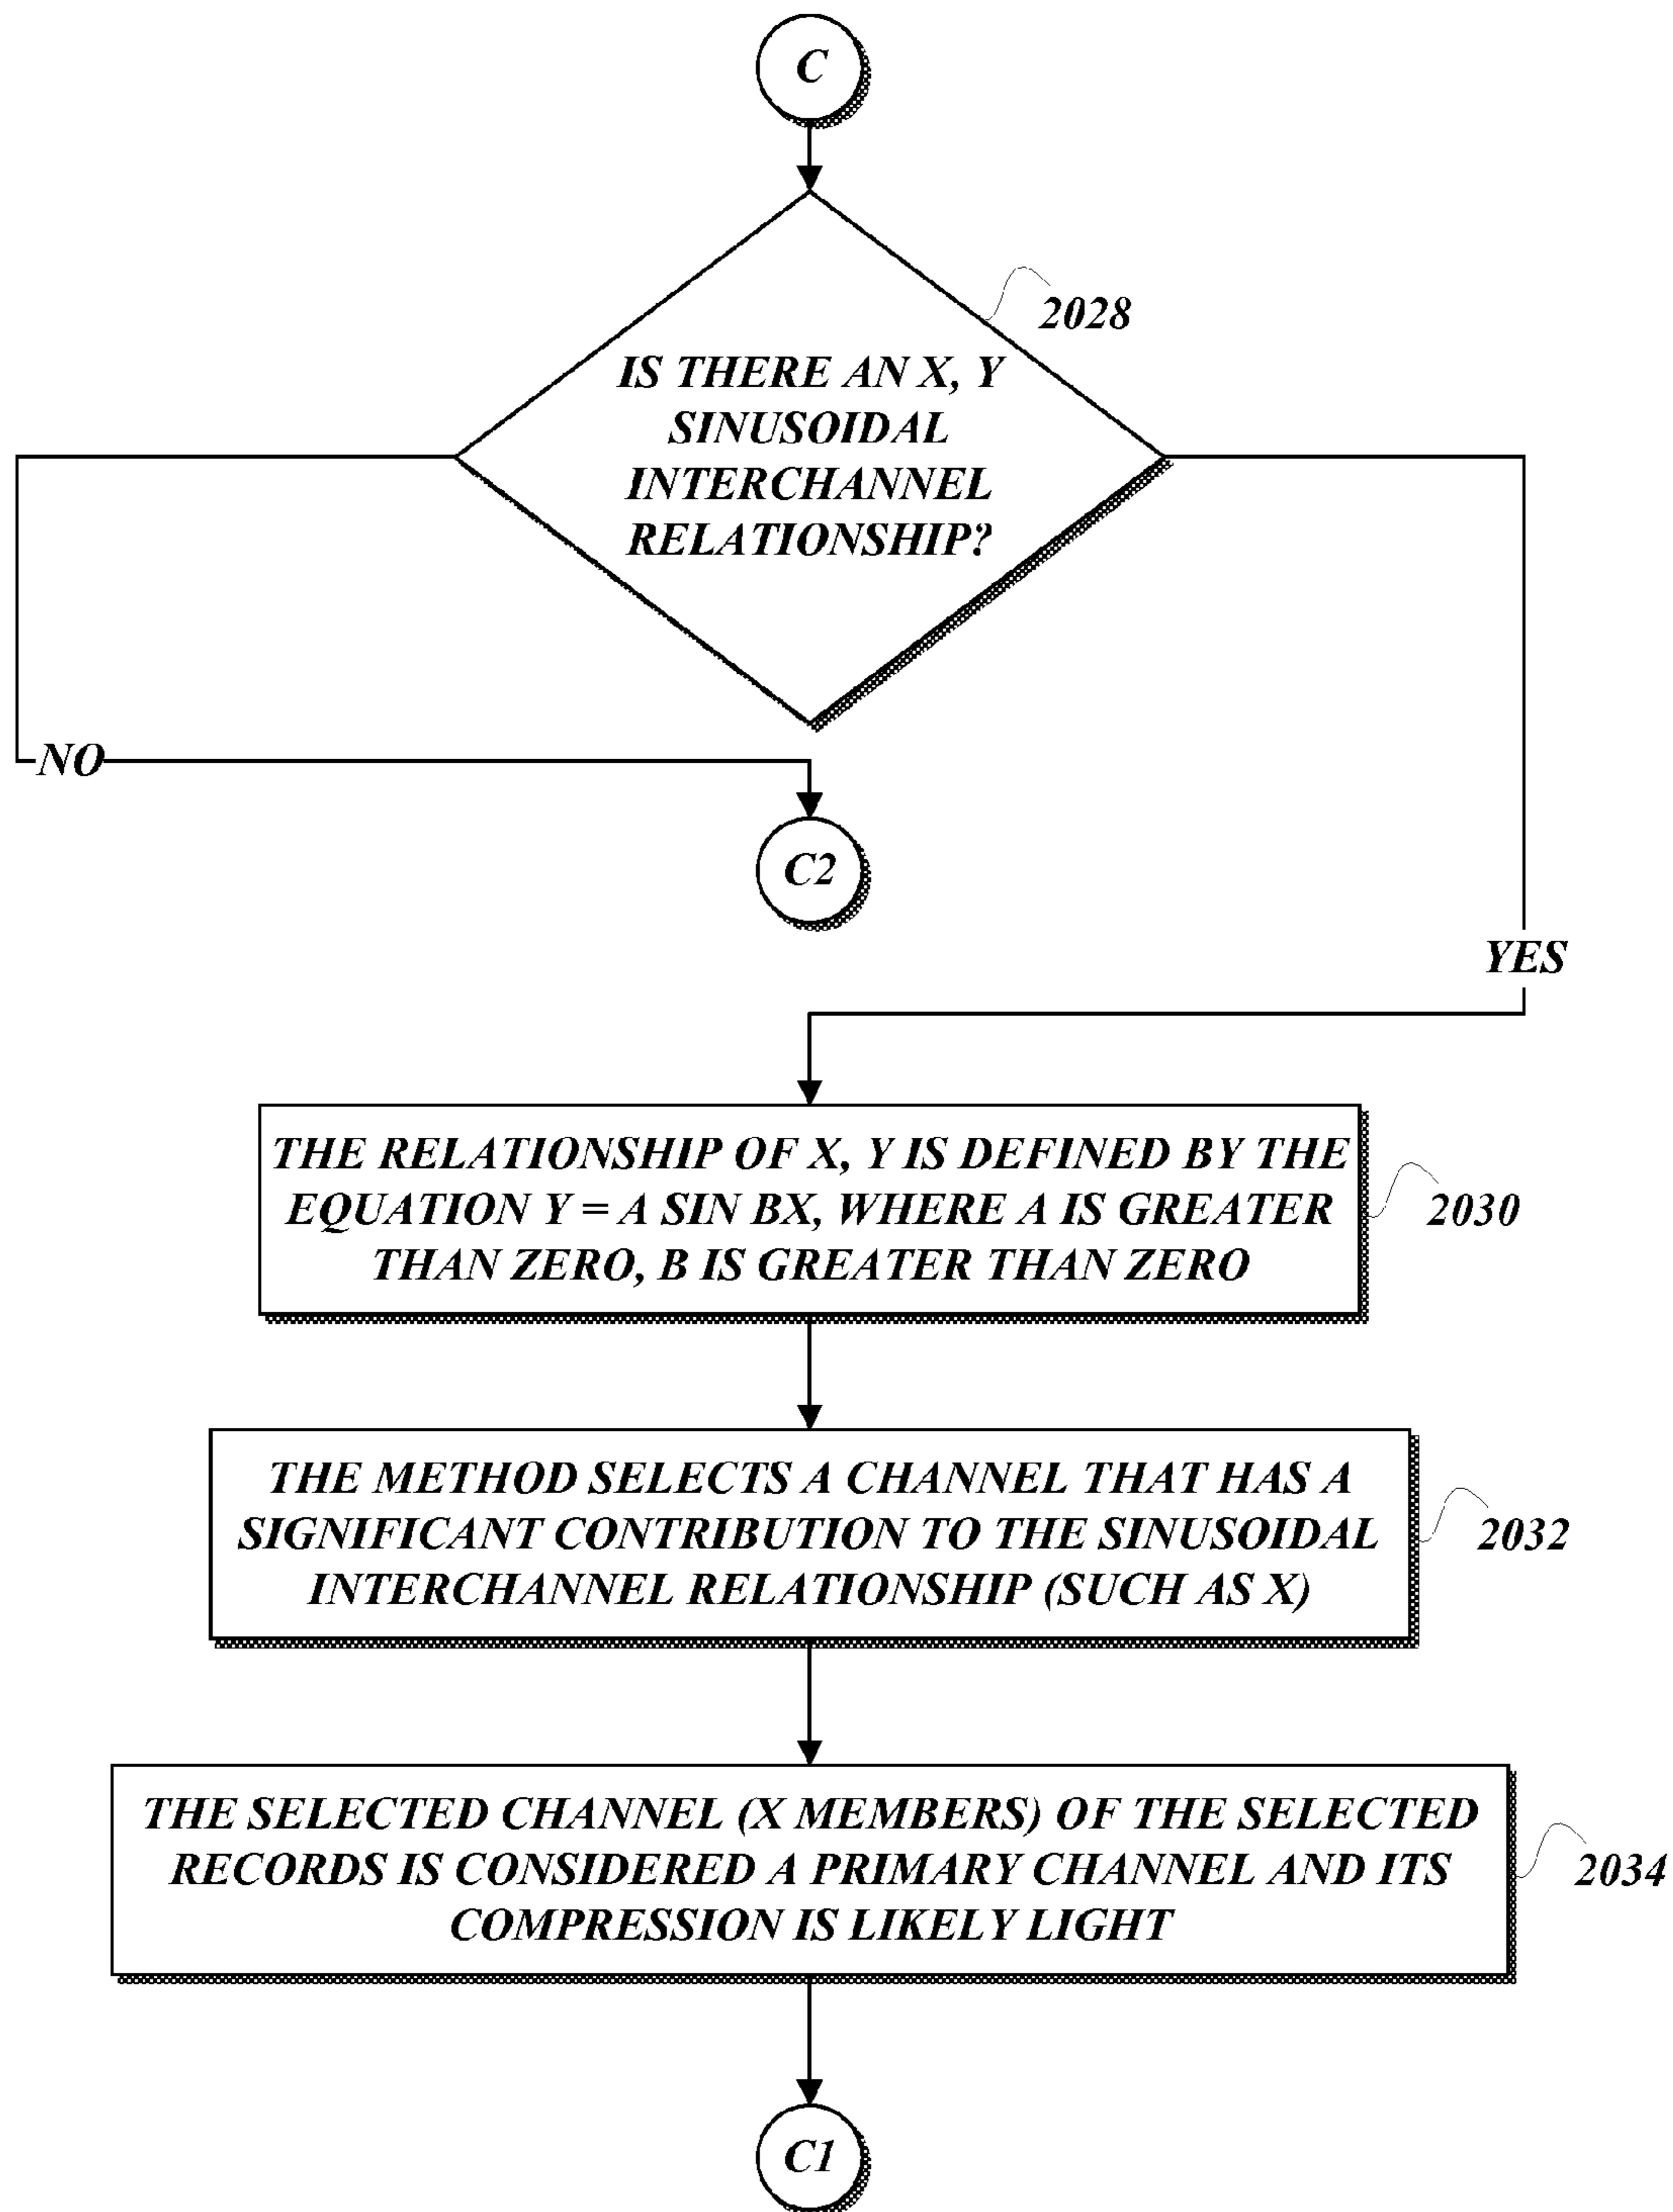 C
2028
IS THERE AN X, Y
SINUSOIDAL
INTERCHANNEL
RELATIONSHIP?
NO
C2
YES
THE RELATIONSHIP OF X, Y IS DEFINED BY THE
EQUATION Y = A SIN BX, WHERE A IS GREATER
THAN ZERO, B IS GREATER THAN ZERO
2030
THE METHOD SELECTS A CHANNEL THAT HAS A
SIGNIFICANT CONTRIBUTION TO THE SINUSOIDAL
INTERCHANNEL RELATIONSHIP (SUCH AS X)
2032
THE SELECTED CHANNEL (X MEMBERS) OF THE SELECTED
RECORDS IS CONSIDERED A PRIMARY CHANNEL AND ITS
COMPRESSION IS LIKELY LIGHT
2034
C1